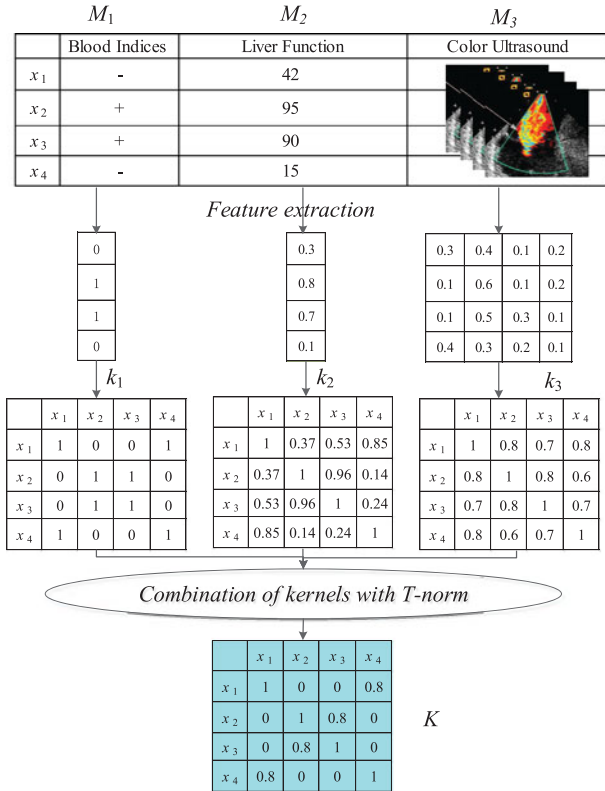 M1 M2 M3
Blood Indices Liver Function Color Ultrasound
x1 - 42
x2 + 95
x3 + 90
x4 - 15
Feature extraction
0 0.3 0.3 0.4 0.1 0.2
1 0.8 0.1 0.6 0.1 0.2
1 0.7 0.1 0.5 0.3 0.1
0 0.1 0.4 0.3 0.2 0.1
k1 k2 k3
x1 x2 x3 x4 x1 x2 x3 x4 x1 x2 x3 x4
x1 1 0 0 1 x1 1 0.37 0.53 0.85 x1 1 0.8 0.7 0.8
x2 0 1 1 0 x2 0.37 1 0.96 0.14 x2 0.8 1 0.8 0.6
x3 0 1 1 0 x3 0.53 0.96 1 0.24 x3 0.7 0.8 1 0.7
x4 1 0 0 1 x4 0.85 0.14 0.24 1 x4 0.8 0.6 0.7 1
Combination of kernels with T-norm
x1 x2 x3 x4
x1 1 0 0 0.8
x2 0 1 0.8 0
K
x3 0 0.8 1 0
x4 0.8 0 0 1